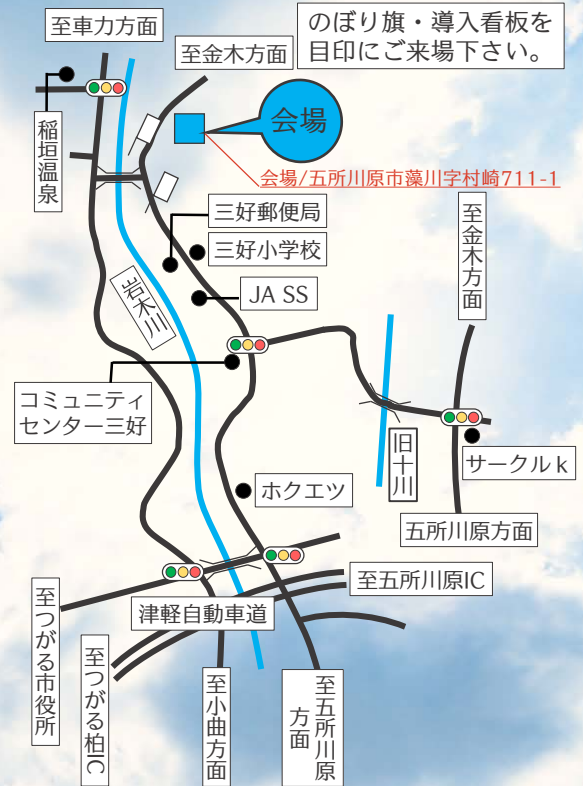 のぼり旗・導入看板を
目印にご来場下さい。
至車力方面
至金木方面
会場
稲垣温泉
会場/五所川原市藻川字村崎711-1
三好郵便局
三好小学校
至金木方面
JA SS
岩木川
コミュニティ
センター三好
旧十川
サークルk
ホクエツ
五所川原方面
至五所川原IC
津軽自動車道
至つがる市役所
至つがる柏IC
至小曲方面
至五所川原
方面